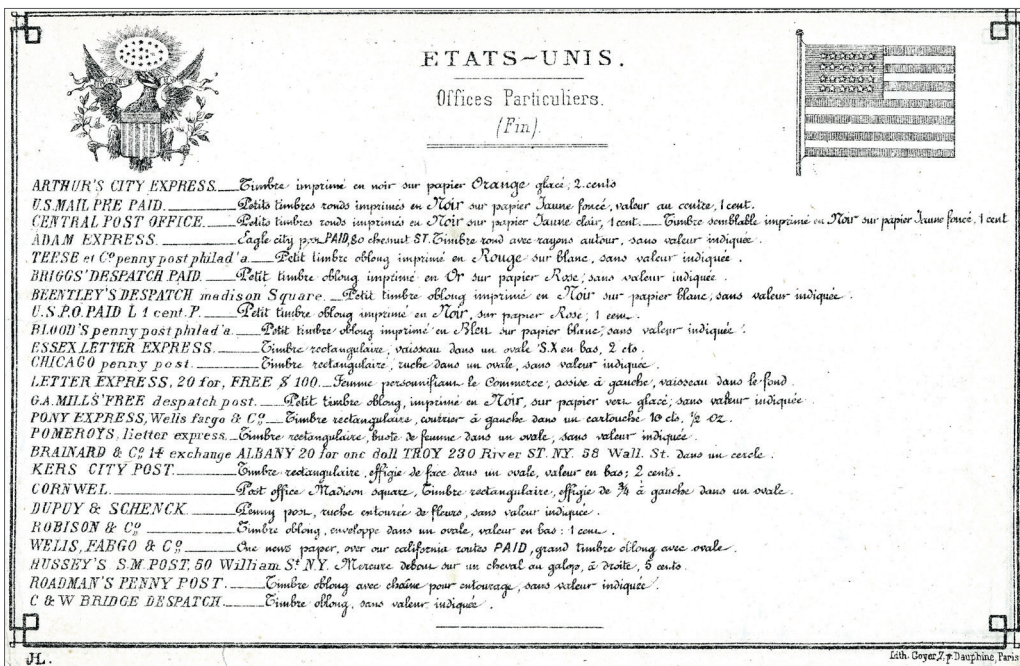 ETATS-UNIS.
Offices Particuliers.
(Fin).
ARTHUR'S CITY EXPRESS. Timbre imprimé en noir sur papier Orange glacé; 2 cents
U.S. MAIL PRE PAID. Petits timbres ronds imprimés en Noir sur papier Jaune foncé, valeur au centre, 1 cent.
CENTRAL POST OFFICE. Petits timbres ronds imprimés en Noir sur papier Jaune clair, 1 cent. Timbre semblable imprimé en Noir sur papier Jaune foncé, 1 cent
ADAM EXPRESS. Eagle city post PAID, 80 chesnut ST. Timbre rond avec rayons autour, sans valeur indiquée.
TEESE et Co penny post philad'a. Petit timbre oblong imprimé en Rouge sur blanc, sans valeur indiquée.
BRIGGS' DESPATCH PAID. Petit timbre oblong imprimé en Or sur papier Rose; sans valeur indiquée.
BEENTLEY'S DESPATCH madison Square. Petit timbre oblong imprimé en Noir sur papier blanc; sans valeur indiquée.
U.S.P.O. PAID L 1 cent. P. Petit timbre oblong imprimé en Noir, sur papier Rose; 1 cent.
BLOOD'S penny post philad'a. Petit timbre oblong imprimé en Bleu sur papier blanc; sans valeur indiquée.
ESSEX LETTER EXPRESS. Timbre rectangulaire, vaisseau dans un ovale S.X en bas, 2 cts.
CHICAGO penny post. Timbre rectangulaire, ruche dans un ovale, sans valeur indiquée.
LETTER EXPRESS, 20 for, FREE $ 100. Femme personnifiant le Commerce, assise à gauche, vaisseau dans le fond.
G.A. MILLS' FREE despatch post. Petit timbre oblong, imprimé en Noir, sur papier vert glacé; sans valeur indiquée
PONY EXPRESS, Wells fargo & Co. Timbre rectangulaire, courrier à gauche dans un cartouche 10 cts, ½ oz.
POMEROYS, lietter express. Timbre rectangulaire, buste de femme dans un ovale, sans valeur indiquée.
BRAINARD & Co exchange ALBANY 20 for one doll TROY 230 River ST. NY. 58 Wall. St. dans un cercle.
KERS CITY POST. Timbre rectangulaire, effigie de face dans un ovale, valeur en bas; 2 cents.
CORNWEL. Post office Madison square, Timbre rectangulaire, effigie de ¾ à gauche dans un ovale.
DUPUY & SCHENCK. Penny post, ruche entourée de fleurs, sans valeur indiquée.
ROBISON & Co Timbre oblong, enveloppe dans un ovale, valeur en bas: 1 cent.
WELIS, FARGO & Co. One news paper, over our california routes PAID, grand timbre oblong avec ovale.
HUSSEY'S S.M. POST, 50 William St. N.Y. Mercure debout sur un cheval au galop, à droite, 5 cents.
ROADMAN'S PENNY POST. Timbre oblong avec chaîne pour entourage, sans valeur indiquée.
C & W BRIDGE DESPATCH. Timbre oblong, sans valeur indiquée.
JL.
Lith. Goyer, 7, p Dauphine, Paris